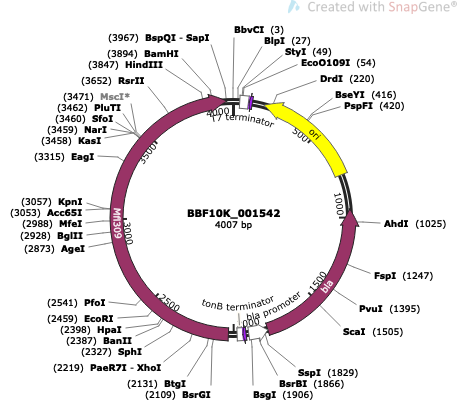 Created with SnapGene®
(3967) BspQI - SapI
(3894) BamHI
(3847) HindIII
(3652) RsrII
(3471) MscI*
(3462) PluTI
(3460) SfoI
(3459) NarI
(3458) KasI
(3315) EagI
(3057) KpnI
(3053) Acc65I
(2988) MfeI
(2928) BglII
(2873) AgeI
(2541) PfoI
(2459) EcoRI
(2398) HpaI
(2387) BanII
(2327) SphI
(2219) PaeR7I - XhoI
(2131) BtgI
(2109) BsrGI
BbvCI (3)
BlpI (27)
StyI (49)
EcoO109I (54)
DrdI (220)
BseYI (416)
PspFI (420)
AhdI (1025)
FspI (1247)
PvuI (1395)
ScaI (1505)
SspI (1829)
BsrBI (1866)
BsgI (1906)
4000
T7 terminator
500
ori
1000
1500
bla
bla promoter
tonB terminator
2500
3000
3500
BBF10K_001542
4007 bp